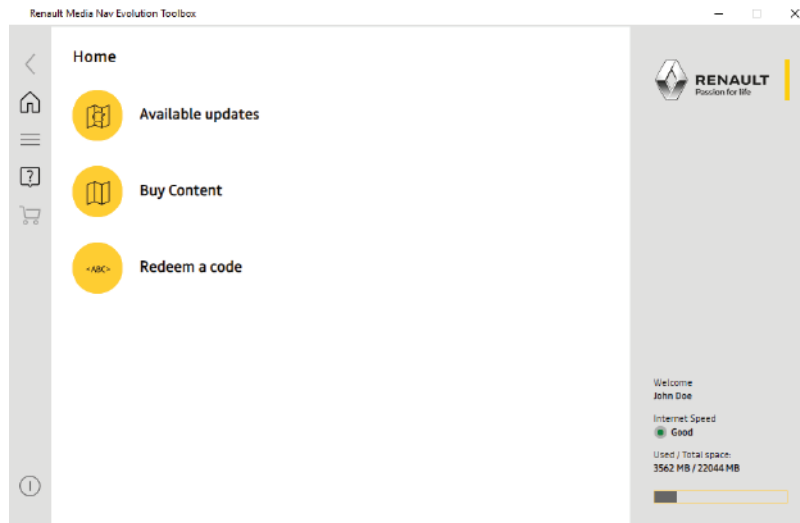 Renault Media Nav Evolution Toolbox
Home
Available updates
Buy Content
<ABC>
Redeem a code
RENAULT
Passion for life
Welcome
John Doe
Internet Speed
Good
Used / Total space:
3562 MB / 22044 MB